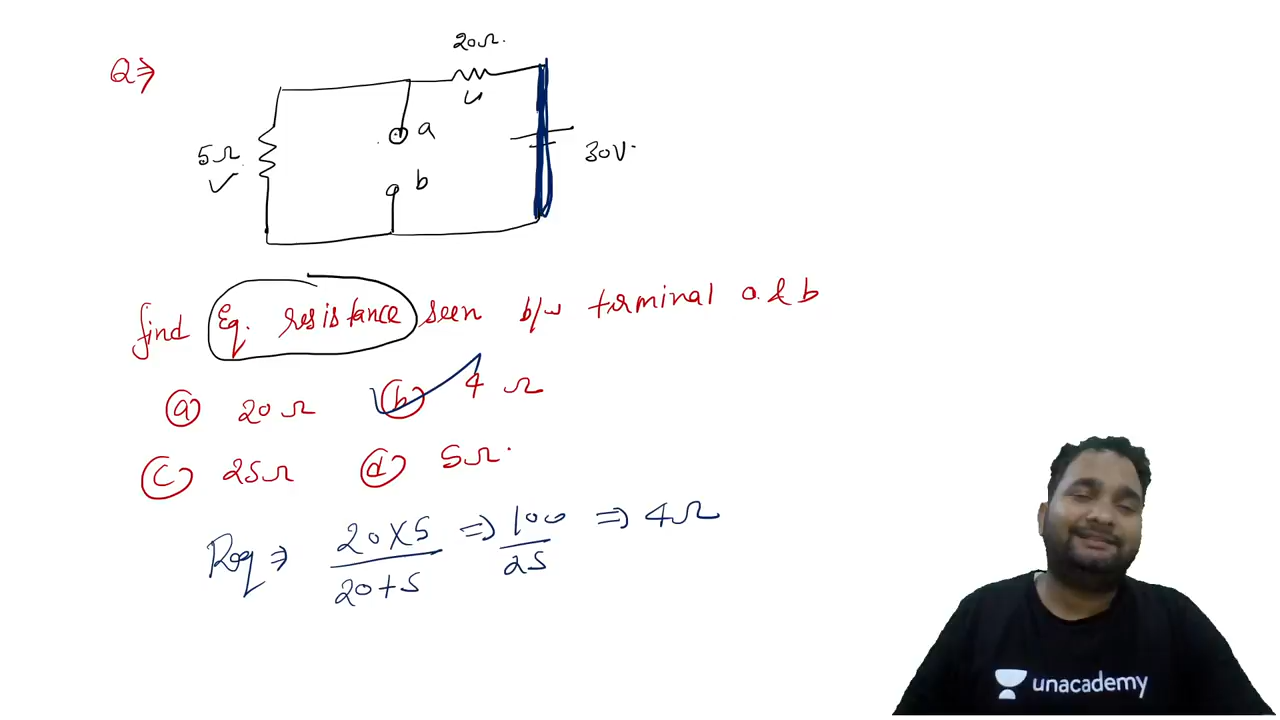 Q⇒
20Ω
a
5Ω
b
30V
find Eq. resistance seen b/w terminal a & b
(a) 20Ω (b) 4 Ω
(c) 25Ω (d) 5Ω
Req ⇒ 20×5 / 20+5 ⇒ 100 / 25 ⇒ 4Ω
unacademy